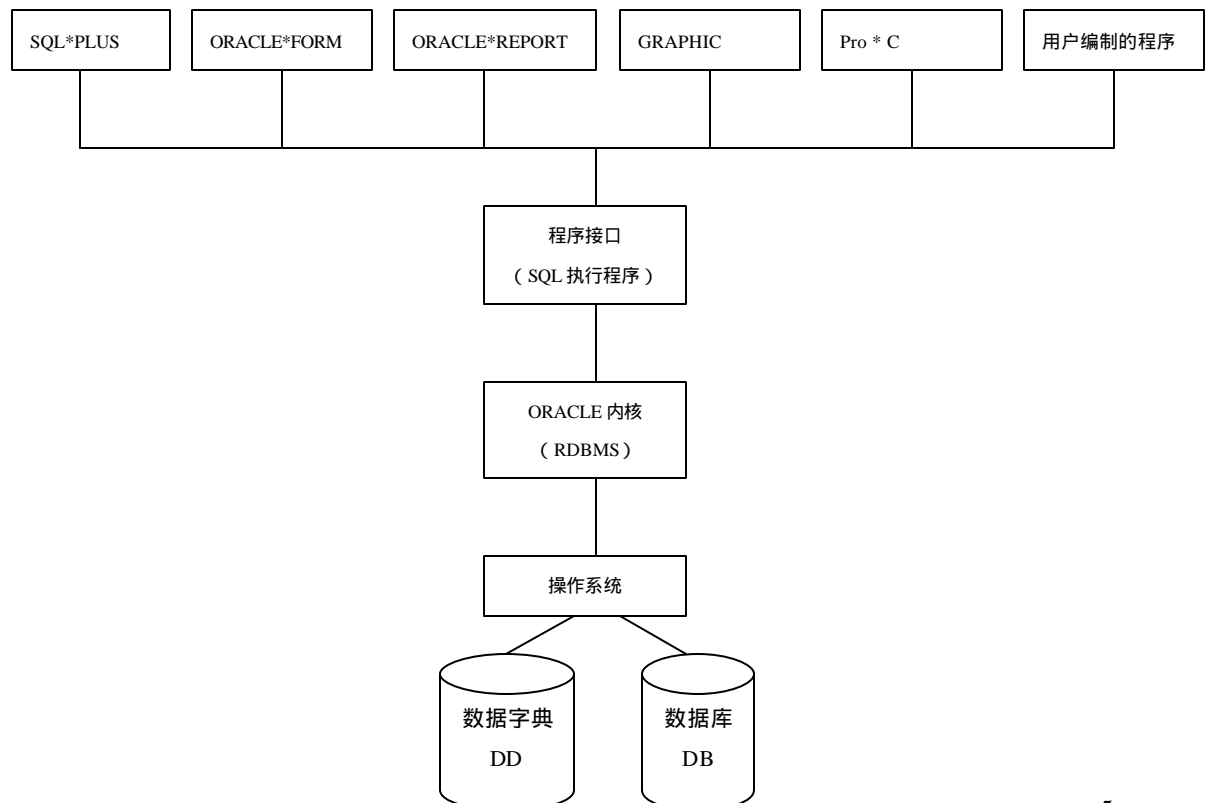 SQL*PLUS
ORACLE*FORM
ORACLE*REPORT
GRAPHIC
Pro * C
用户编制的程序
程序接口
（SQL 执行程序）
ORACLE 内核
（RDBMS）
操作系统
数据字典
DD
数据库
DB